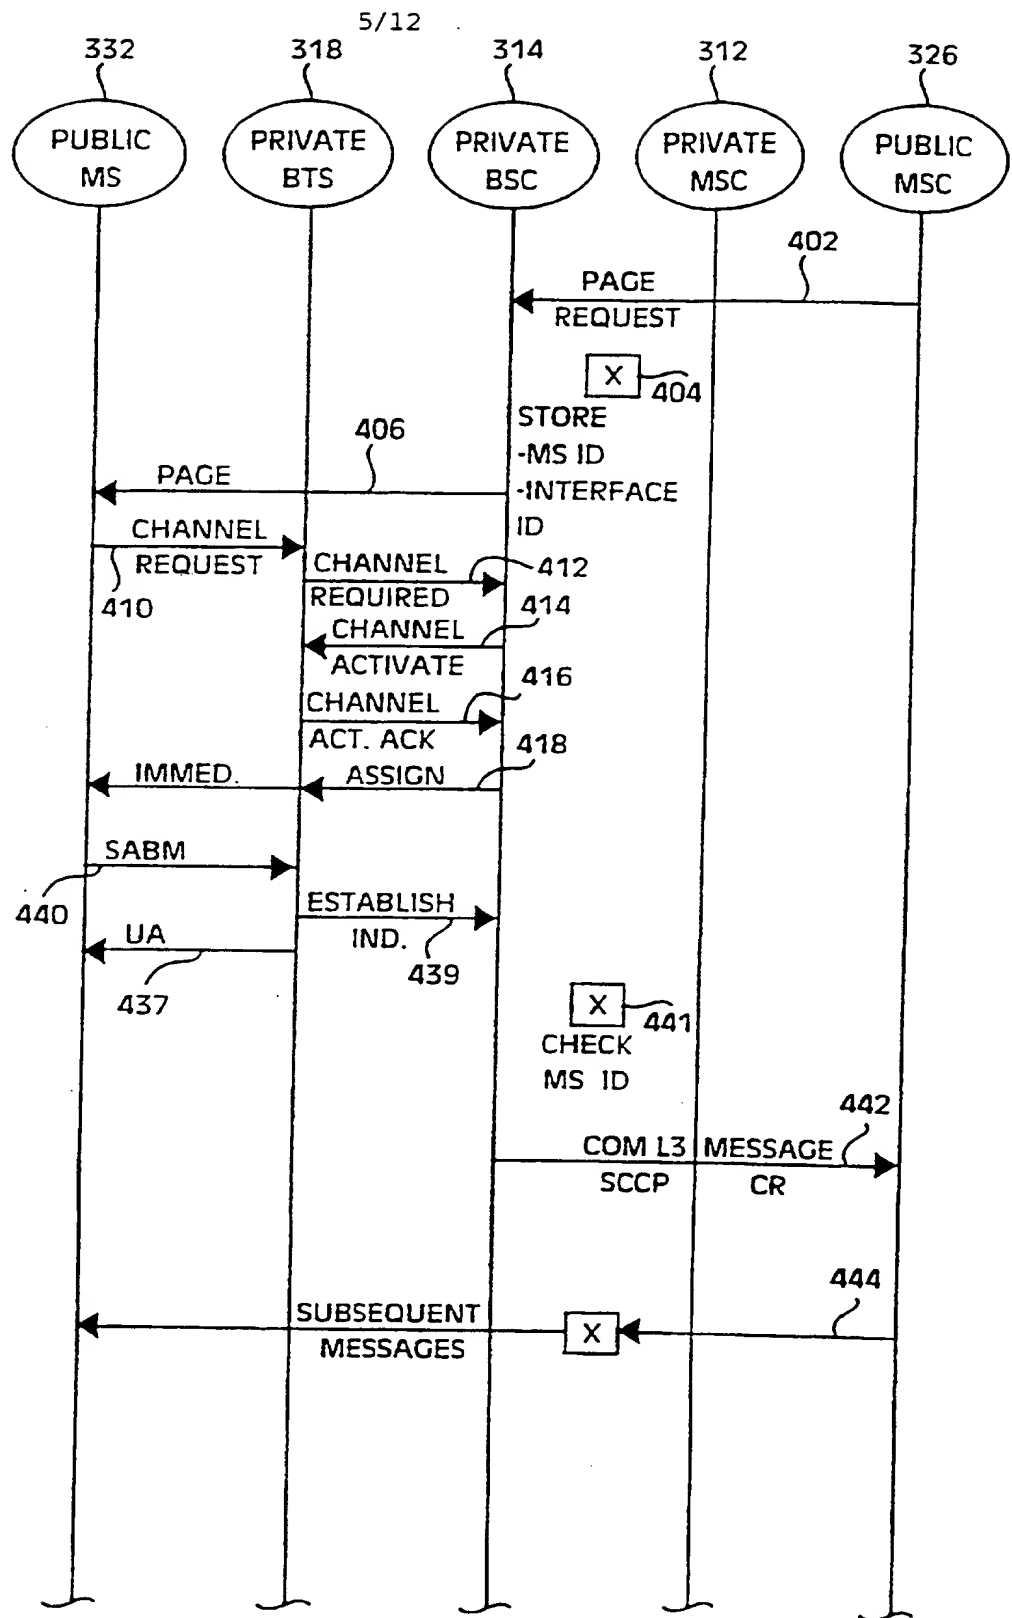 5/12
332 318 314 312 326
PUBLIC MS
PRIVATE BTS
PRIVATE BSC
PRIVATE MSC
PUBLIC MSC
402
PAGE
REQUEST
X
404
STORE
-MS ID
-INTERFACE
ID
406
PAGE
CHANNEL
REQUEST
410
CHANNEL
REQUIRED
412
414
CHANNEL
ACTIVATE
416
CHANNEL
ACT. ACK
418
IMMED. ASSIGN
SABM
440
ESTABLISH
IND.
439
UA
437
X
441
CHECK
MS ID
442
COM L3 MESSAGE
SCCP CR
444
SUBSEQUENT
MESSAGES
X